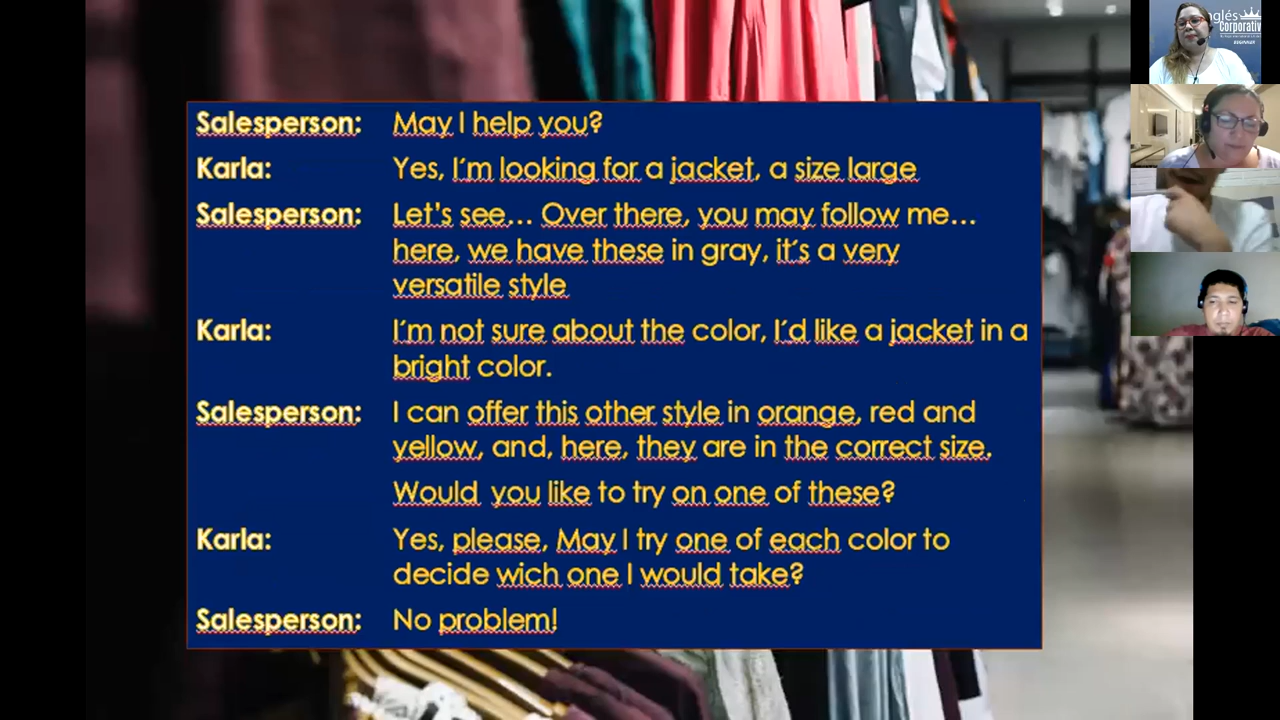 Salesperson: May I help you?
Karla: Yes, I´m looking for a jacket, a size large
Salesperson: Let's see... Over there, you may follow me...
here, we have these in gray, it´s a very
versatile style
Karla: I´m not sure about the color, I´d like a jacket in a
bright color.
Salesperson: I can offer this other style in orange, red and
yellow, and, here, they are in the correct size.
Would you like to try on one of these?
Karla: Yes, please, May I try one of each color to
decide wich one I would take?
Salesperson: No problem!
nglés
Corporativ